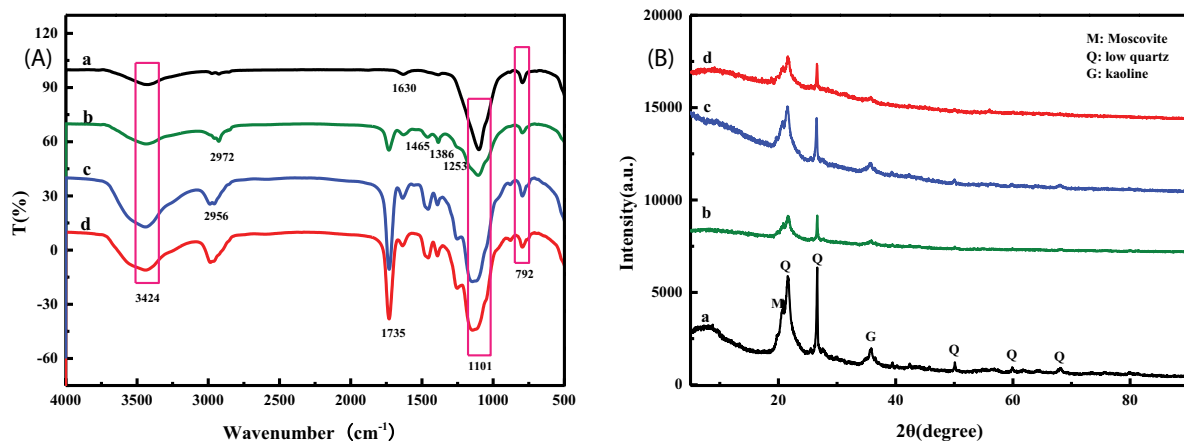 (A)
120
90
60
30
0
-30
-60
T(%)
a
b
c
d
1630
2972
1465
1386
1253
2956
3424
1735
1101
792
4000 3500 3000 2500 2000 1500 1000 500
Wavenumber (cm-1)
(B)
20000
15000
10000
5000
0
Intensity(a.u.)
M: Moscovite
Q: low quartz
G: kaoline
d
c
b
a
M
Q
Q
G
Q
Q
Q
20 40 60 80
2θ(degree)